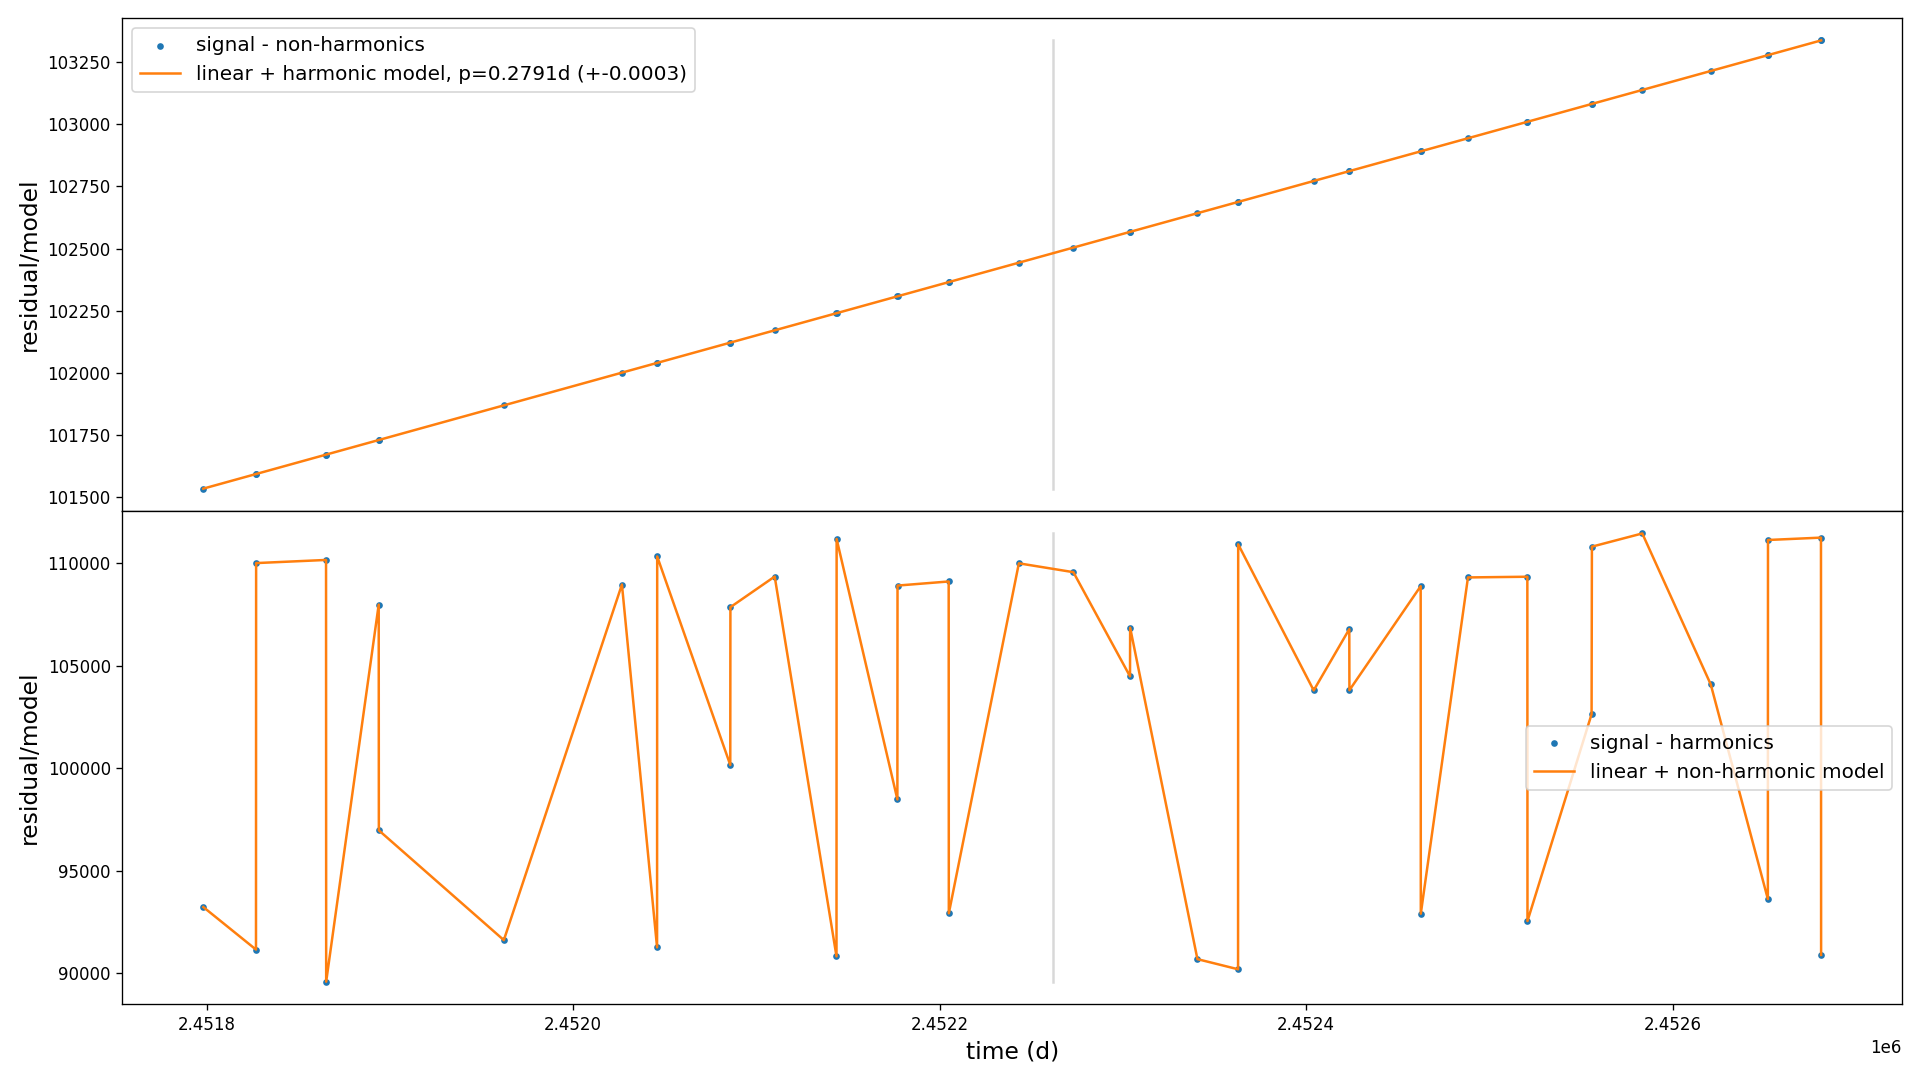 signal - non-harmonics
linear + harmonic model, p=0.2791d (+-0.0003)
residual/model
103250
103000
102750
102500
102250
102000
101750
101500
signal - harmonics
linear + non-harmonic model
residual/model
110000
105000
100000
95000
90000
2.4518
2.4520
2.4522
2.4524
2.4526
1e6
time (d)